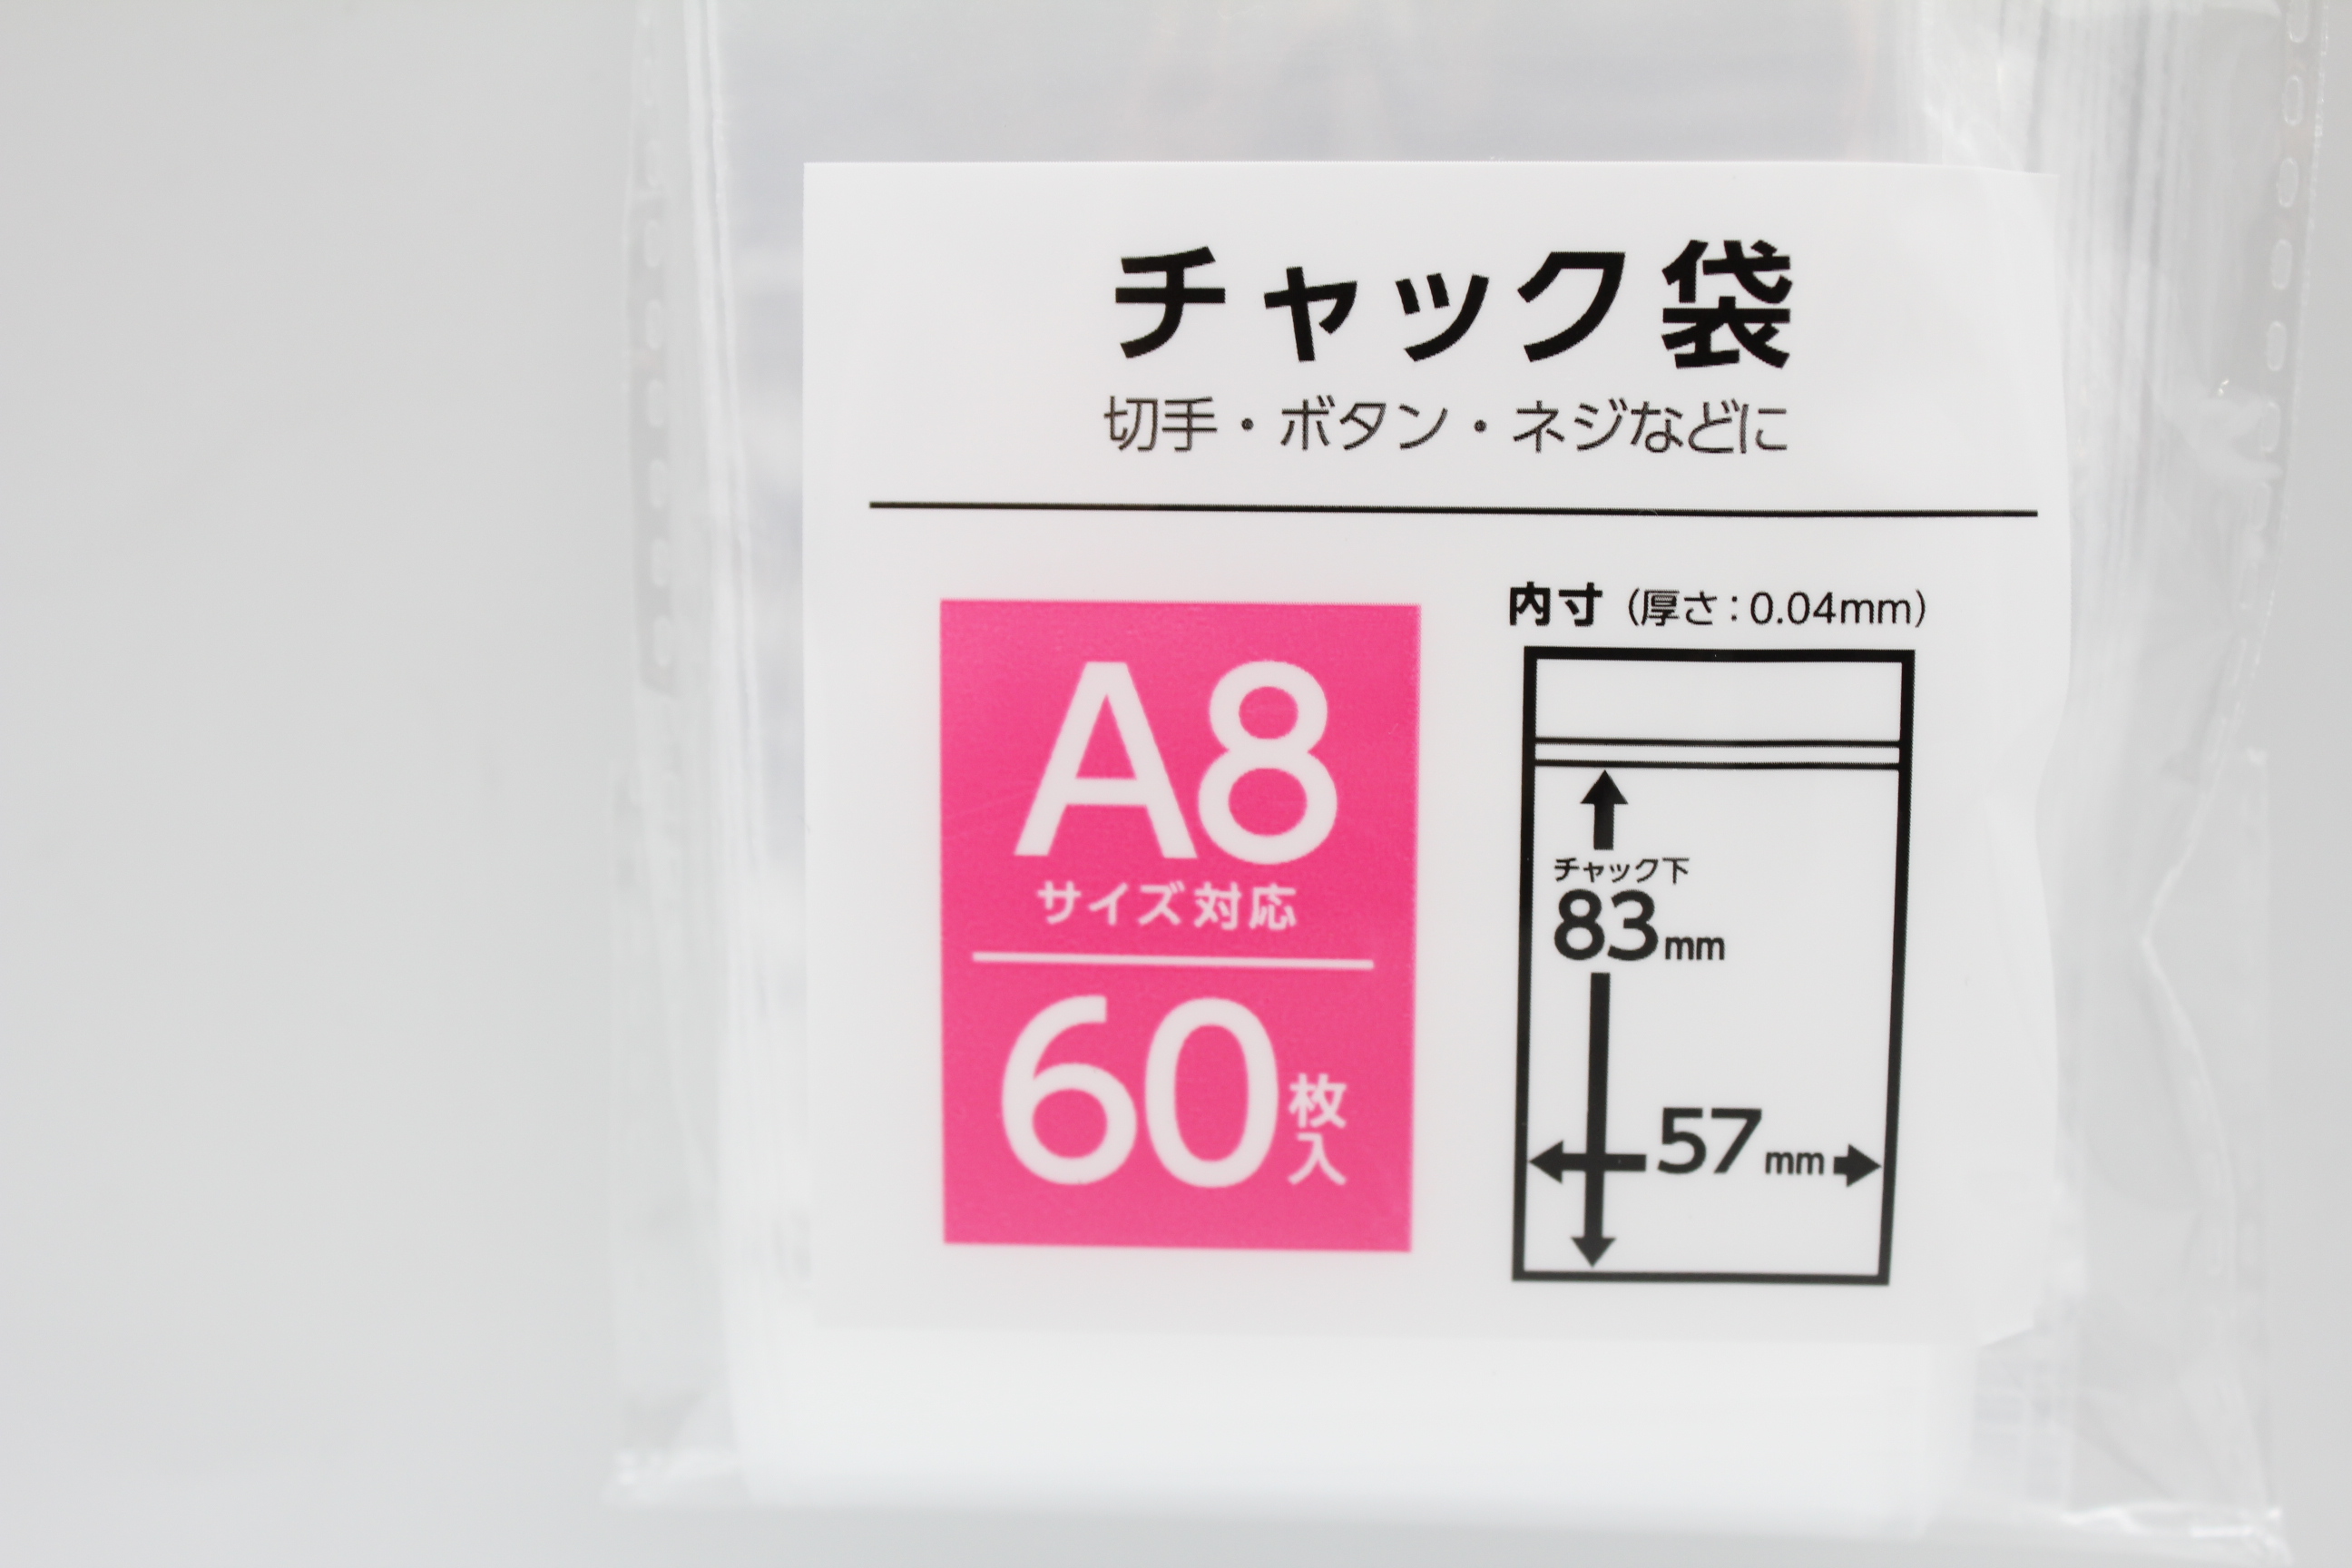 チャック袋
切手・ボタン・ネジなどに
A8
サイズ対応
60枚入
内寸（厚さ：0.04mm）
チャック下
83mm
57mm